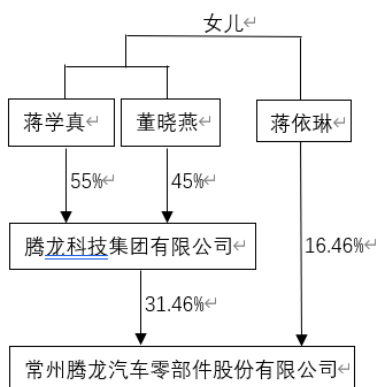 女儿
蒋学真
董晓燕
蒋依琳
55%
45%
腾龙科技集团有限公司
16.46%
31.46%
常州腾龙汽车零部件股份有限公司